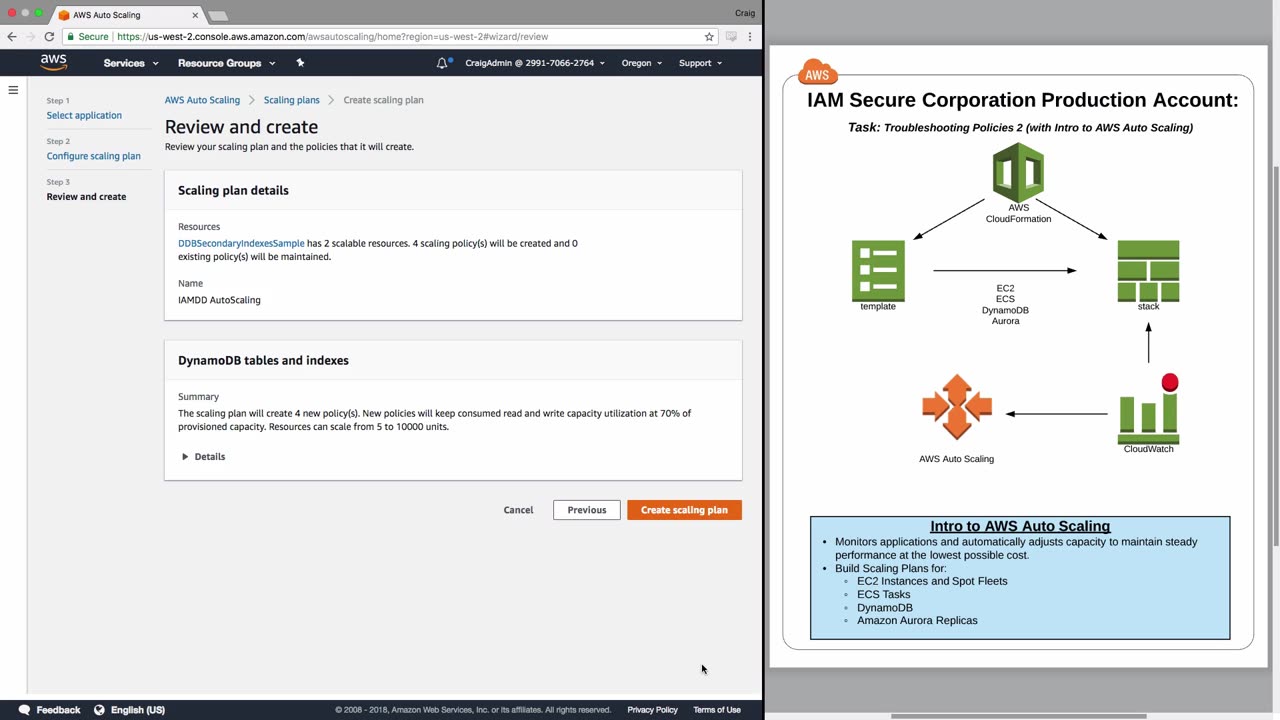 AWS Auto Scaling
Craig
Secure
https://us-west-2.console.aws.amazon.com/awsautoscaling/home?region=us-west-2#wizard/review
aws
Services
Resource Groups
CraigAdmin @ 2991-7066-2764
Oregon
Support
Step 1
Select application
Step 2
Configure scaling plan
Step 3
Review and create
AWS Auto Scaling
Scaling plans
Create scaling plan
Review and create
Review your scaling plan and the policies that it will create.
Scaling plan details
Resources
DDBSecondaryIndexesSample has 2 scalable resources. 4 scaling policy(s) will be created and 0
existing policy(s) will be maintained.
Name
IAMDD AutoScaling
DynamoDB tables and indexes
Summary
The scaling plan will create 4 new policy(s). New policies will keep consumed read and write capacity utilization at 70% of
provisioned capacity. Resources can scale from 5 to 10000 units.
Details
Cancel
Previous
Create scaling plan
Feedback
English (US)
© 2008 - 2018, Amazon Web Services, Inc. or its affiliates. All rights reserved.
Privacy Policy
Terms of Use
AWS
IAM Secure Corporation Production Account:
Task: Troubleshooting Policies 2 (with Intro to AWS Auto Scaling)
AWS
CloudFormation
template
EC2
ECS
DynamoDB
Aurora
stack
AWS Auto Scaling
CloudWatch
Intro to AWS Auto Scaling
• Monitors applications and automatically adjusts capacity to maintain steady
performance at the lowest possible cost.
• Build Scaling Plans for:
◦ EC2 Instances and Spot Fleets
◦ ECS Tasks
◦ DynamoDB
◦ Amazon Aurora Replicas